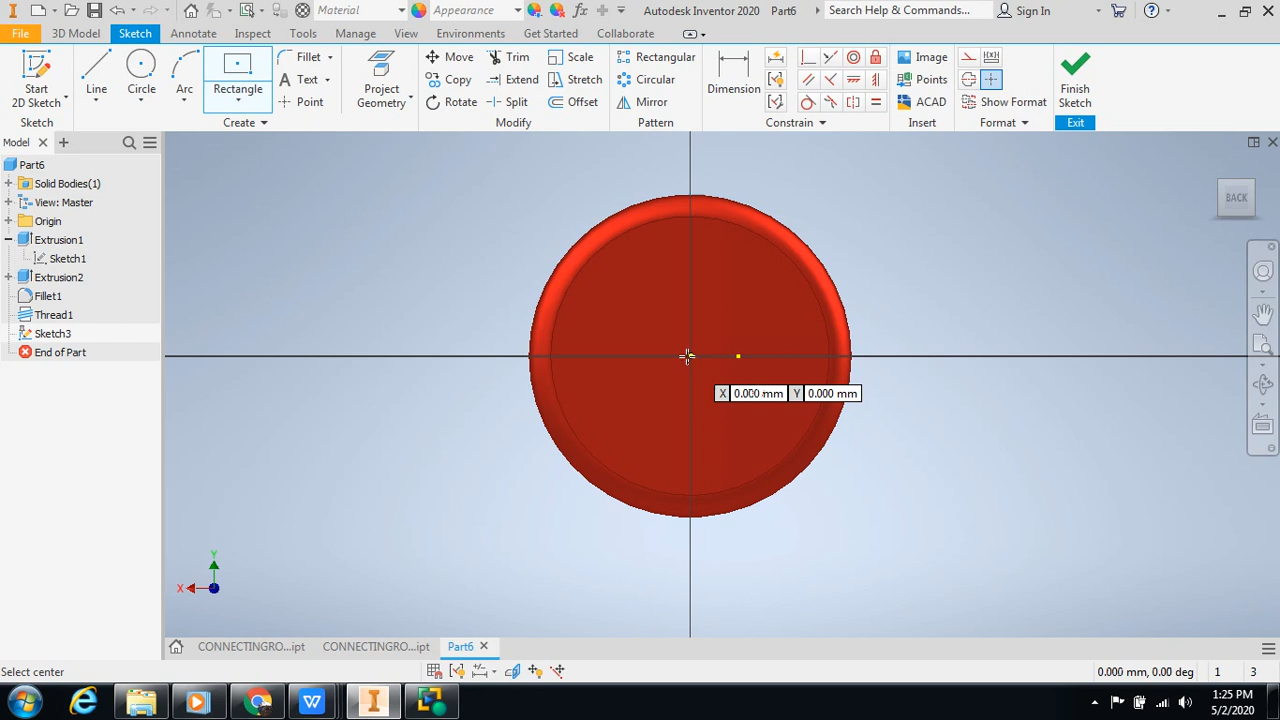 Material
Appearance
fx
Autodesk Inventor 2020 Part6
Search Help & Commands...
Sign In
File
3D Model
Sketch
Annotate
Inspect
Tools
Manage
View
Environments
Get Started
Collaborate
Start
2D Sketch
Line
Circle
Arc
Rectangle
Fillet
Text
Point
Project
Geometry
Move
Copy
Rotate
Trim
Extend
Split
Scale
Stretch
Offset
Rectangular
Circular
Mirror
Dimension
Image
Points
ACAD
Show Format
Finish
Sketch
Sketch
Create
Modify
Pattern
Constrain
Insert
Format
Exit
Model
Part6
Solid Bodies(1)
View: Master
Origin
Extrusion1
Sketch1
Extrusion2
Fillet1
Thread1
Sketch3
End of Part
BACK
X 0.000 mm Y 0.000 mm
Y
X
CONNECTINGRO...ipt
CONNECTINGRO...ipt
Part6
Select center
0.000 mm, 0.00 deg 1 3
1:25 PM
5/2/2020